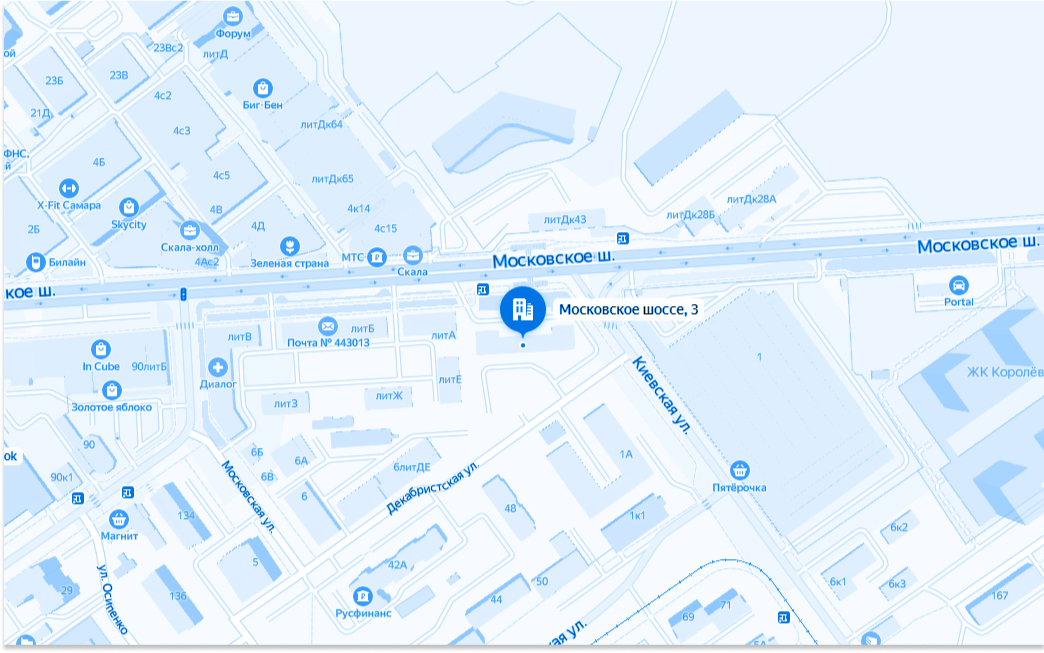 Форум
23Вс2
литД
ой
23Б
23В
4с2
Биг-Бен
21Д
4с3
литДк64
ФНС,
й
4Б
4с5
литДк65
X-Fit Самара
Skycity
4В
4к14
литДк28А
литДк28Б
литДк43
2Б
4Д
4с15
Скала-холл
Зеленая страна
МТС
Скала
Билайн
4Ас2
Московское ш.
Московское ш.
кое ш.
Portal
Московское шоссе, 3
литВ
литБ
Почта № 443013
литА
In Cube
90литБ
Диалог
литЕ
1
Киевская ул.
ЖК Королёв
Золотое яблоко
литЗ
литЖ
90
ok
6Б
6А
6В
90к1
Московская ул.
6литДЕ
Декабристская ул.
1А
Пятёрочка
6
134
48
1к1
Магнит
6к2
5
42А
ул. Осипенко
29
136
50
6к1
6к3
Русфинанс
44
71
69
167
ая ул.
5А